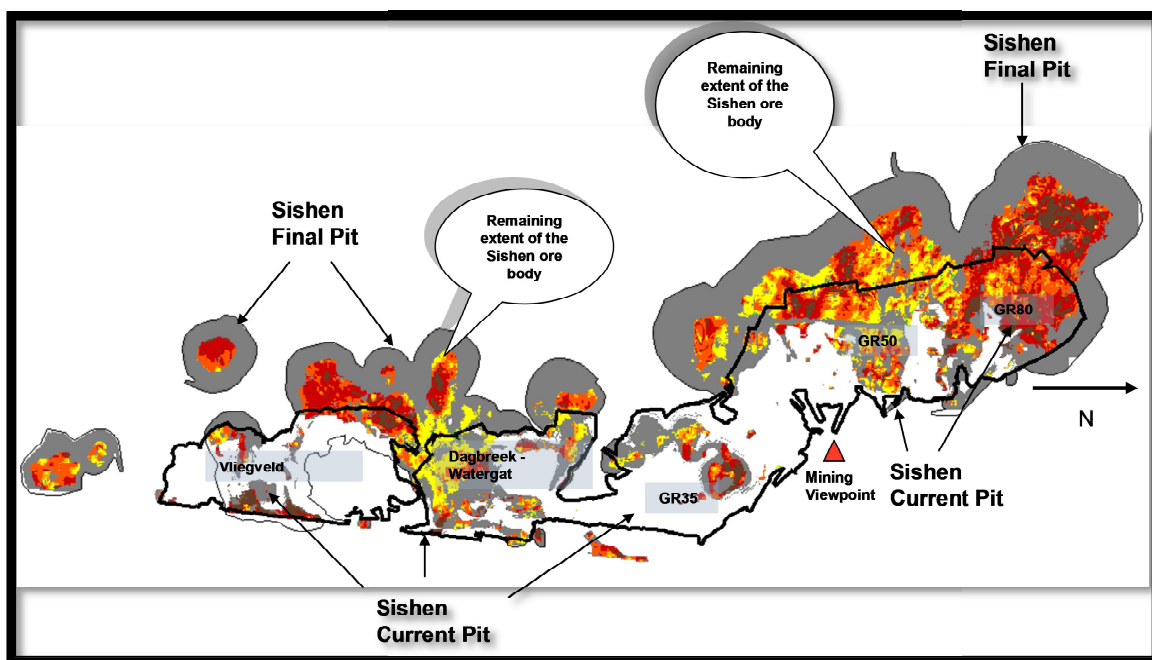 Sishen
Final Pit
Remaining
extent of the
Sishen ore
body
Sishen
Final Pit
Remaining
extent of the
Sishen ore
body
GR80
GR50
N
Vliegveld
Dagbreek -
Watergat
GR35
Mining
Viewpoint
Sishen
Current Pit
Sishen
Current Pit